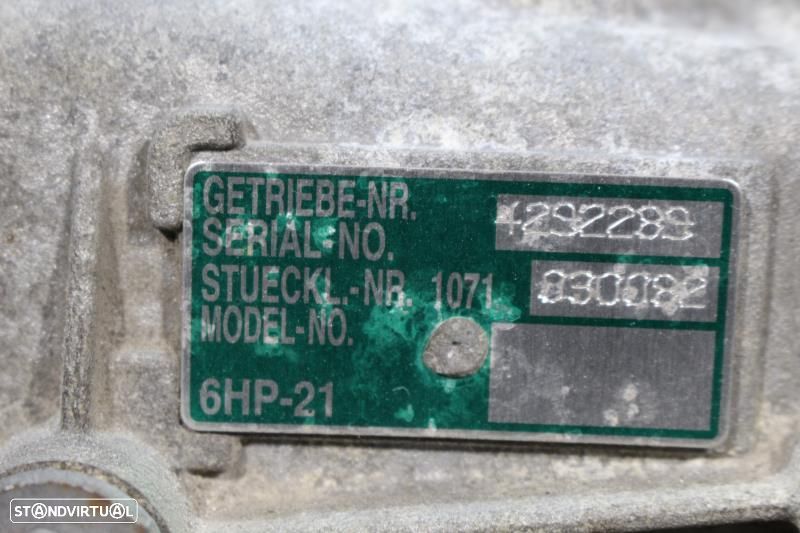 GETRIEBE-NR. 4292289
SERIAL-NO.
STUECKL.-NR. 1071 030082
MODEL-NO.
6HP-21
STANDVIRTUAL